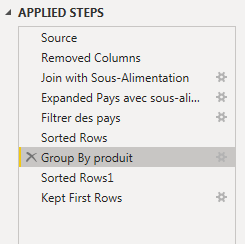 APPLIED STEPS
Source
Removed Columns
Join with Sous-Alimentation
Expanded Pays avec sous-ali...
Filtrer des pays
Sorted Rows
Group By produit
Sorted Rows1
Kept First Rows